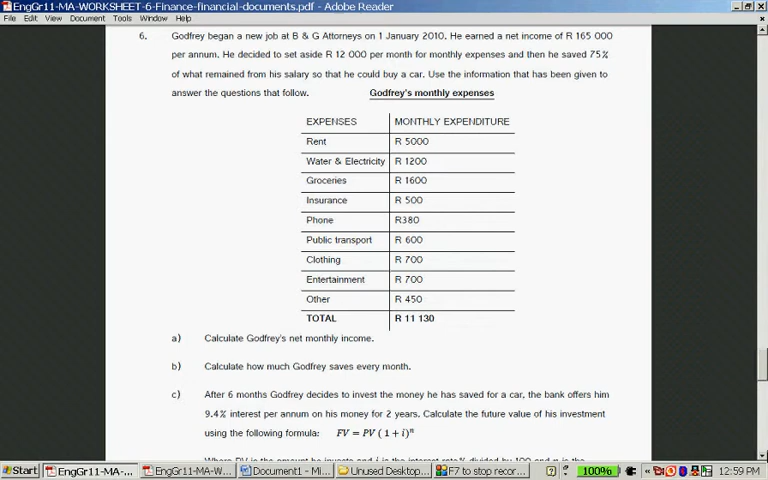 EngGr11-MA-WORKSHEET-6-Finance-financial-documents.pdf - Adobe Reader
File Edit View Document Tools Window Help
6. Godfrey began a new job at B & G Attorneys on 1 January 2010. He earned a net income of R 165 000
per annum. He decided to set aside R 12 000 per month for monthly expenses and then he saved 75%
of what remained from his salary so that he could buy a car. Use the information that has been given to
answer the questions that follow. Godfrey's monthly expenses
EXPENSES MONTHLY EXPENDITURE
Rent R 5000
Water & Electricity R 1200
Groceries R 1600
Insurance R 500
Phone R380
Public transport R 600
Clothing R 700
Entertainment R 700
Other R 450
TOTAL R 11 130
a) Calculate Godfrey's net monthly income.
b) Calculate how much Godfrey saves every month.
c) After 6 months Godfrey decides to invest the money he has saved for a car, the bank offers him
9.4% interest per annum on his money for 2 years. Calculate the future value of his investment
using the following formula: FV = PV ( 1 + i)ⁿ
Start EngGr11-MA-... EngGr11-MA-W... Document1 - Mi... Unused Desktop... F7 to stop recor... 100% 12:59 PM